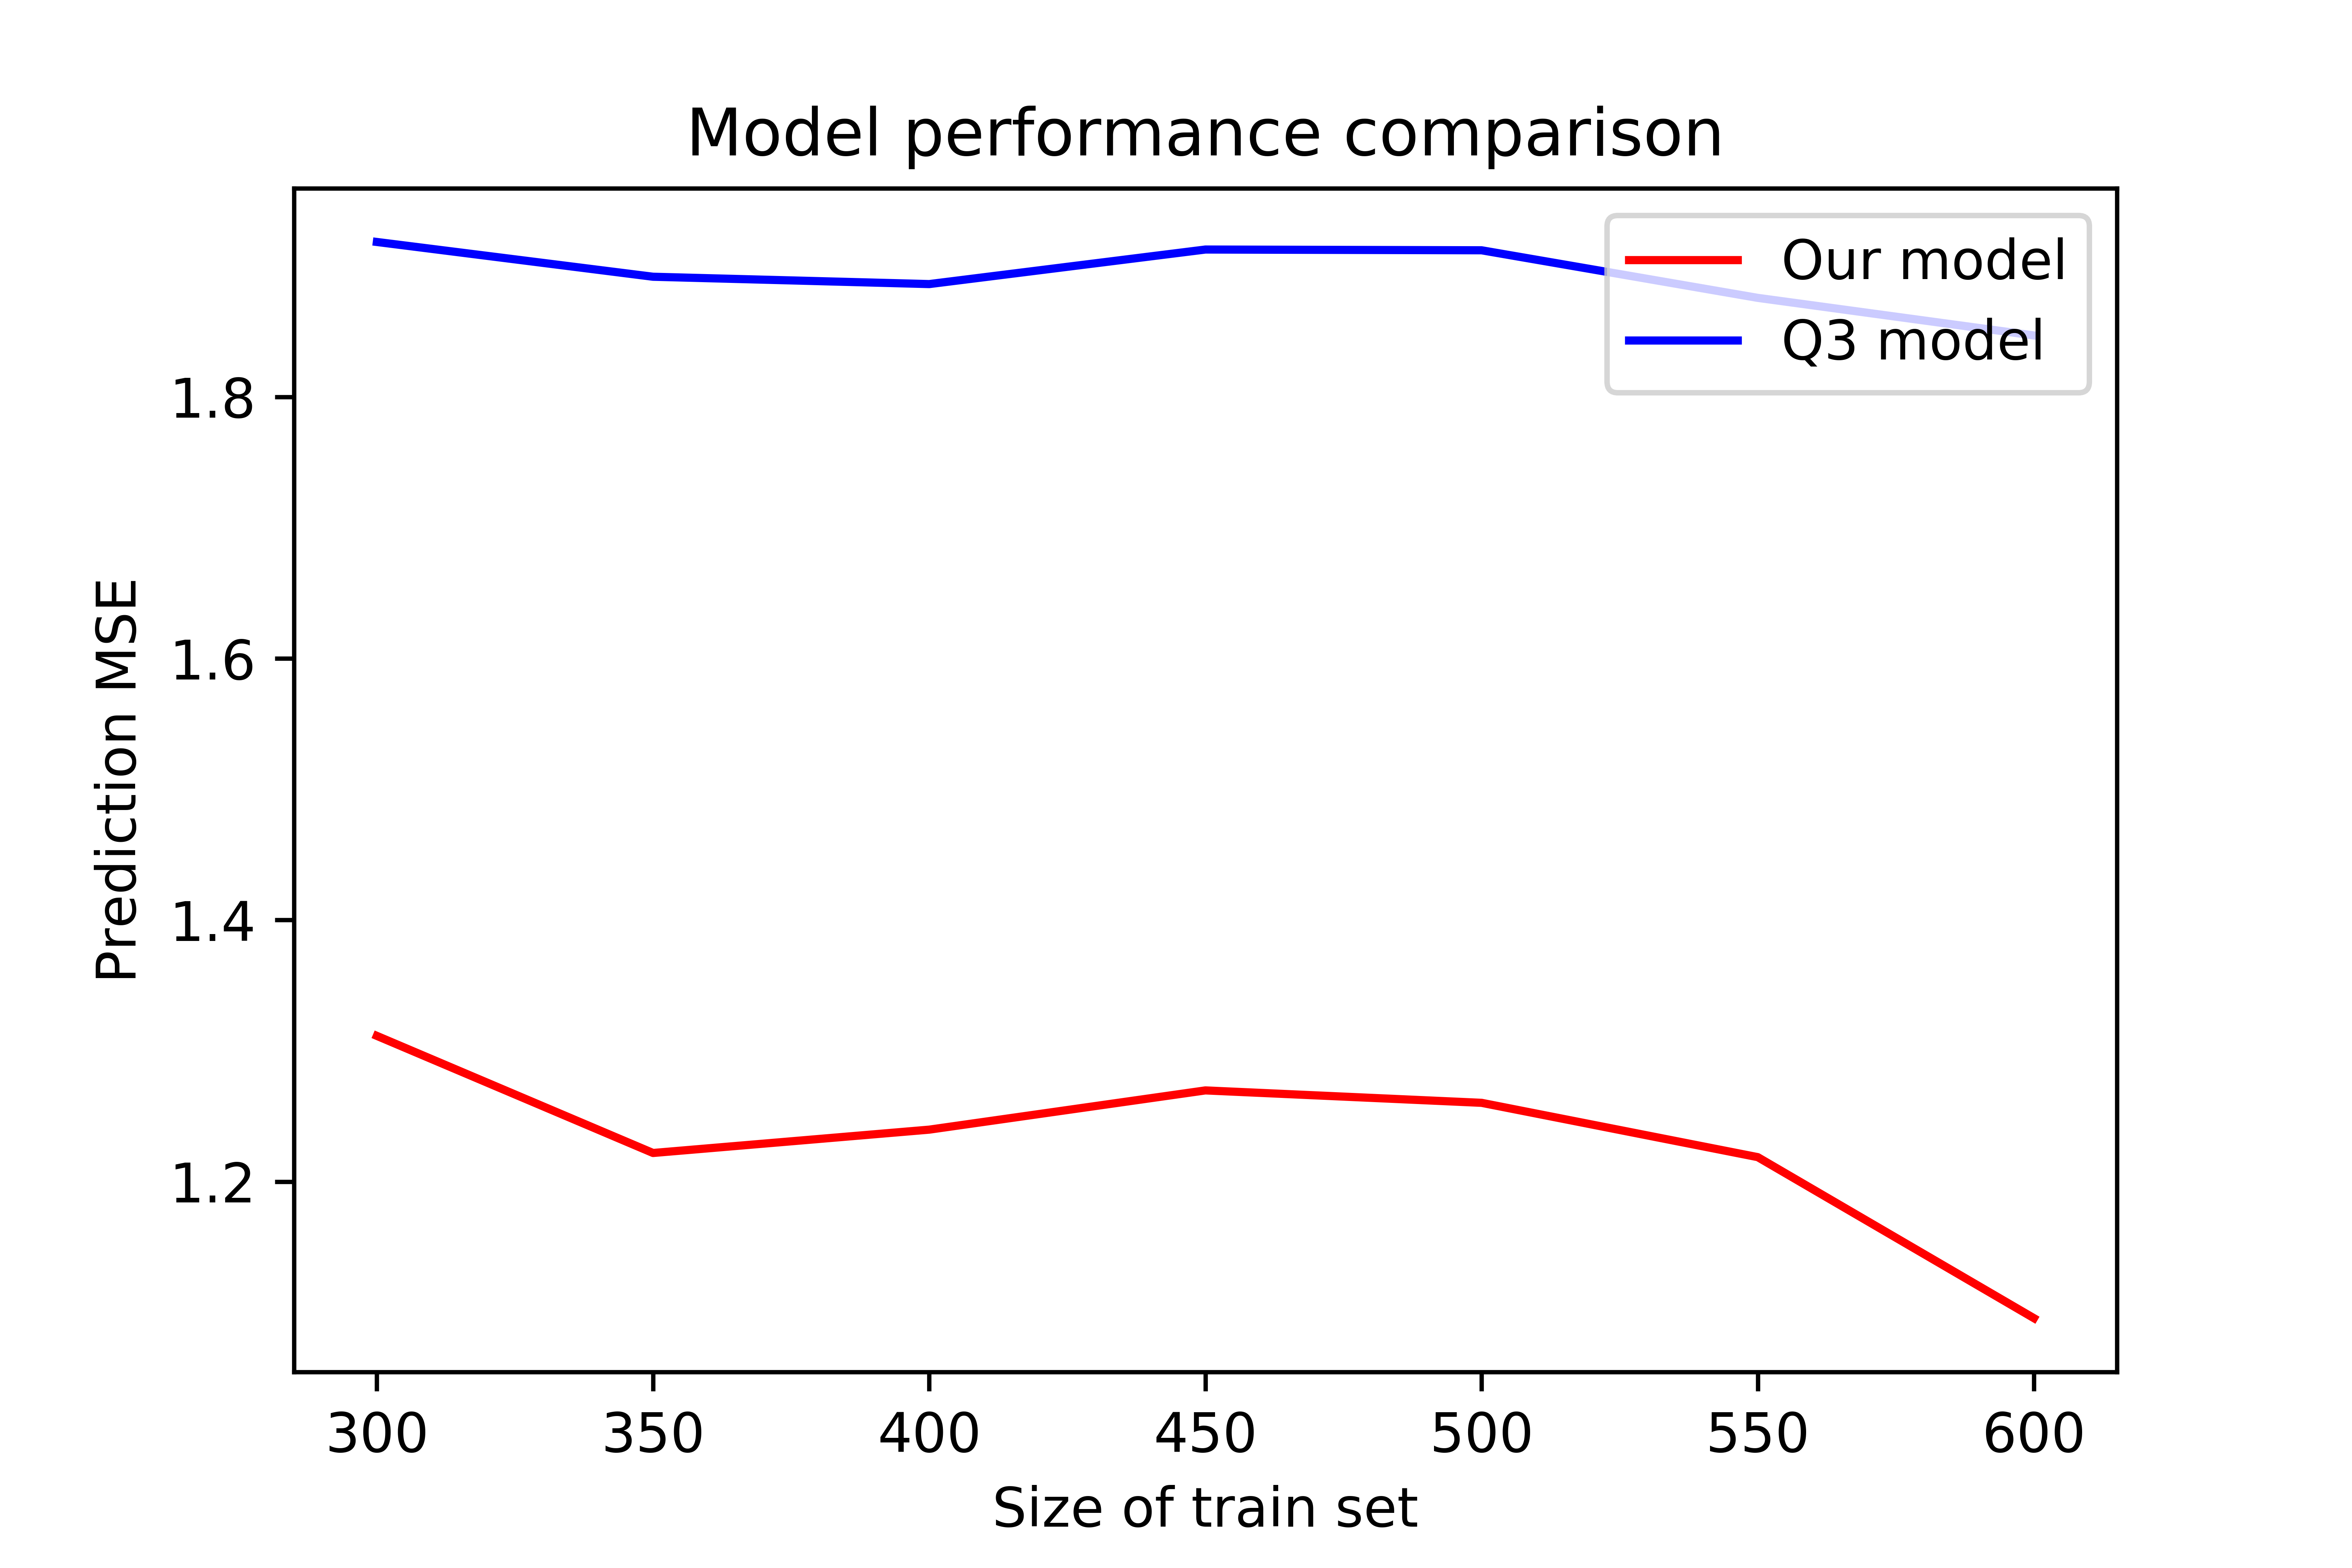 Model performance comparison
Our model
Q3 model
Prediction MSE
1.8
1.6
1.4
1.2
300 350 400 450 500 550 600
Size of train set